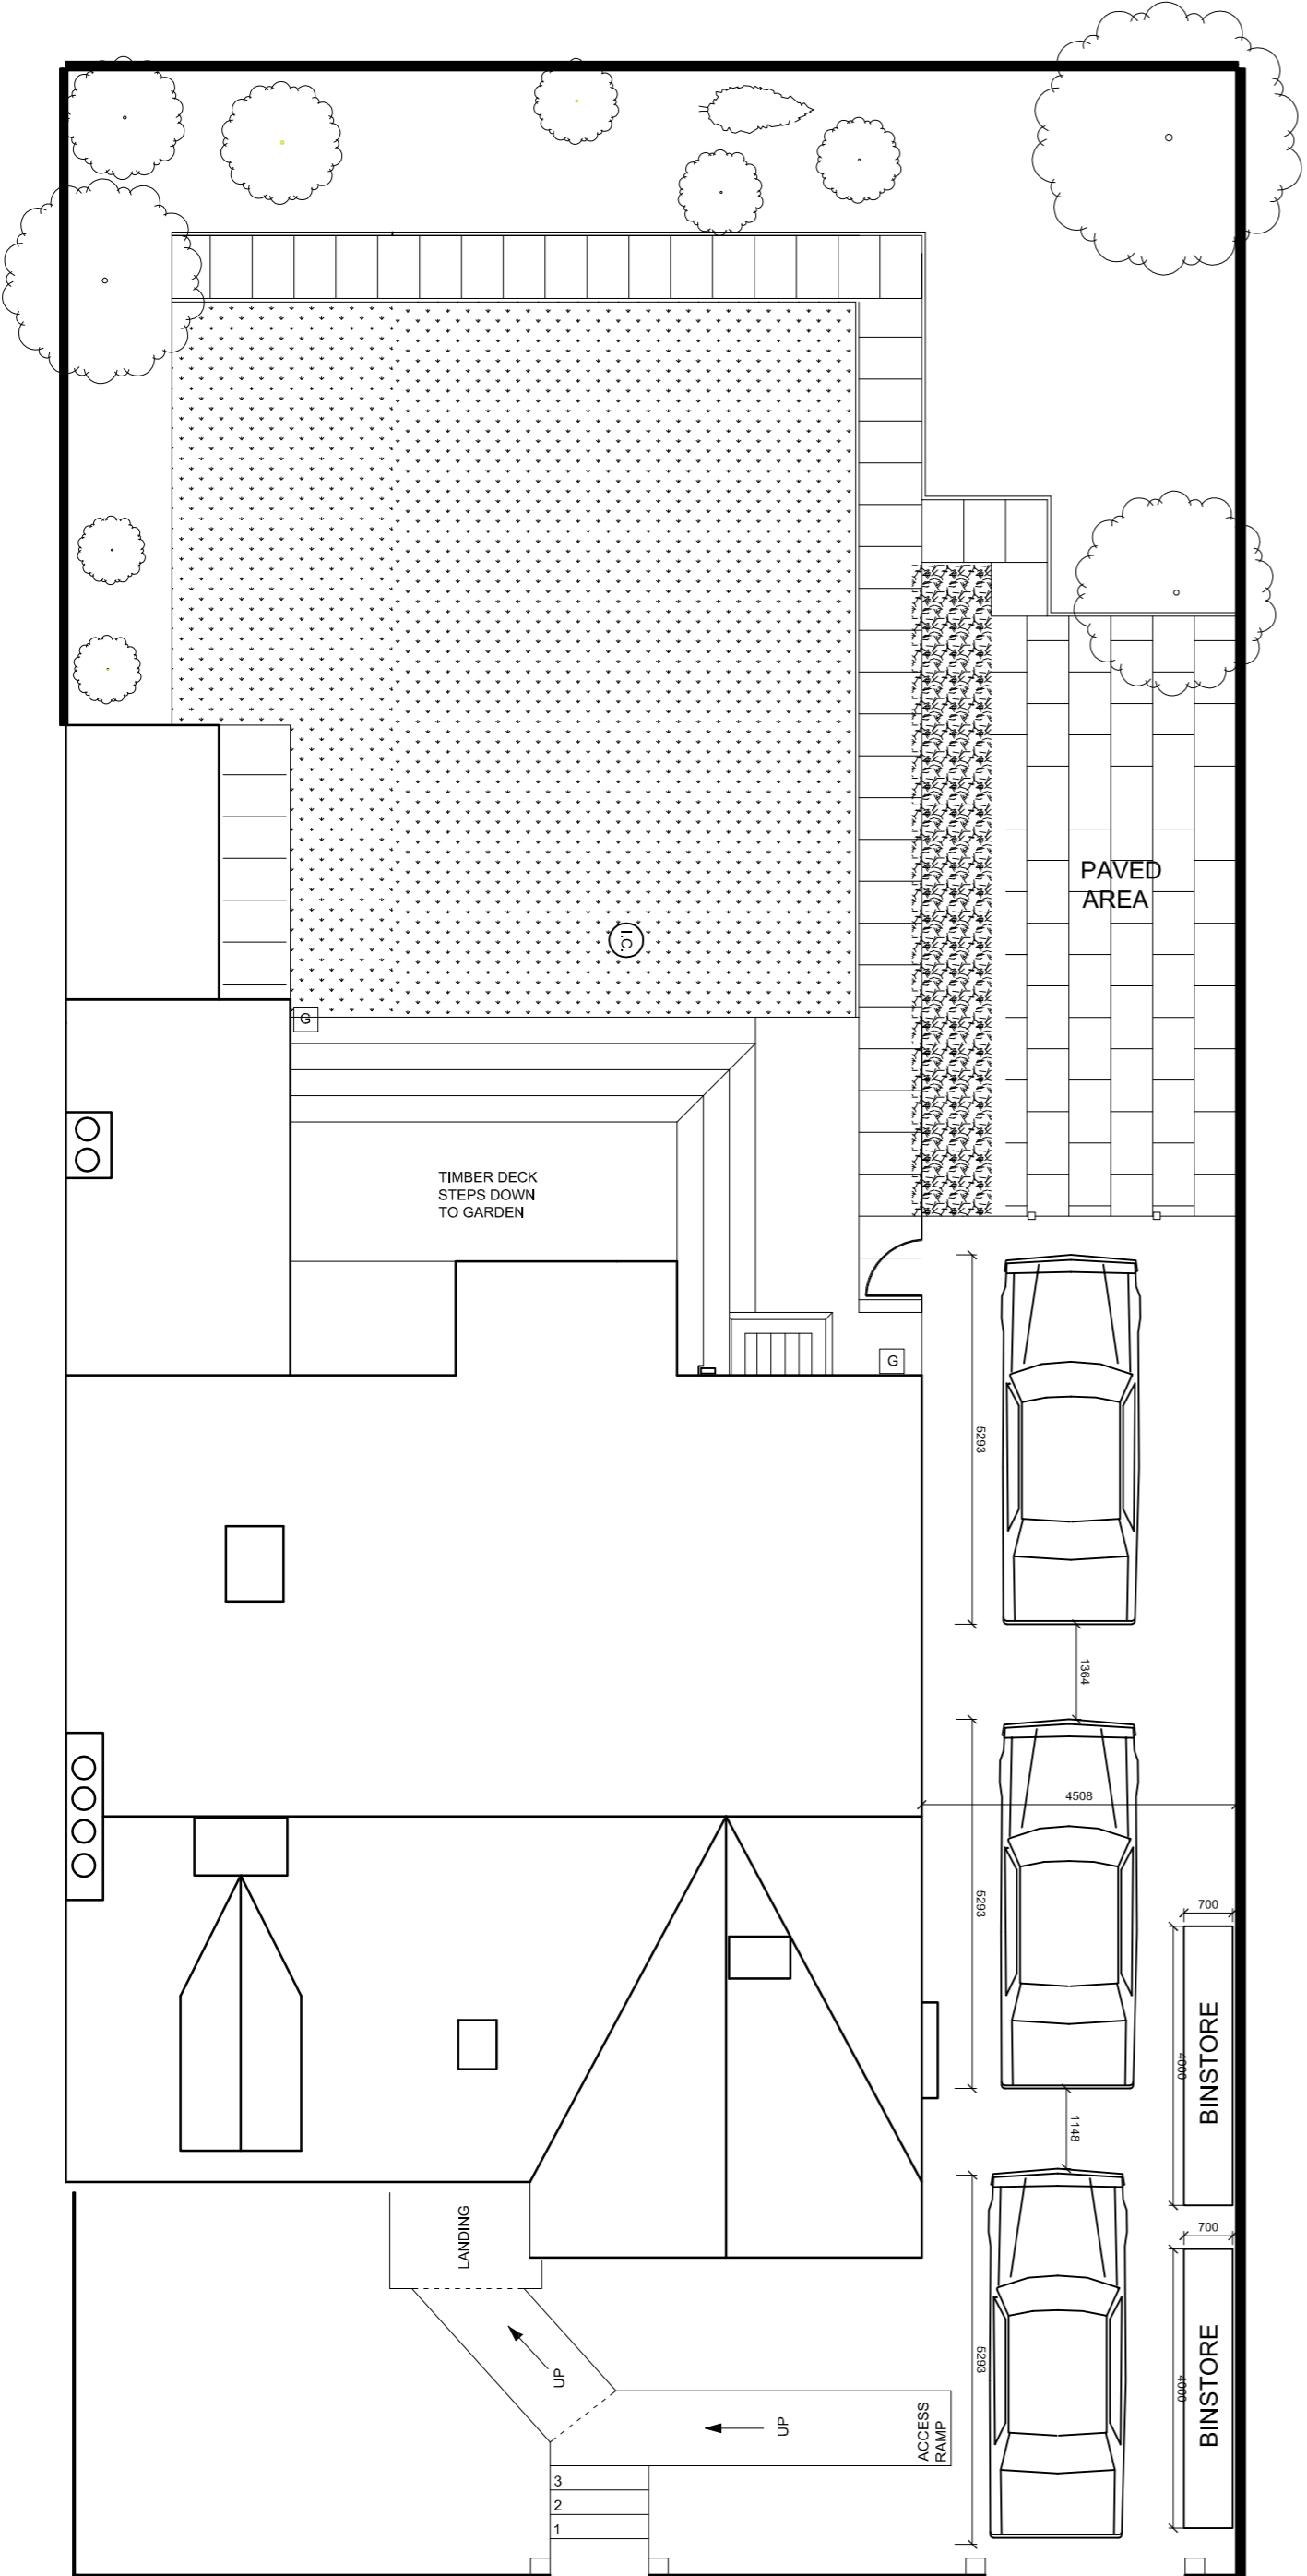 PAVED
AREA
I.C.
G
TIMBER DECK
STEPS DOWN
TO GARDEN
G
5293
1364
4508
5293
700
BINSTORE
4000
1148
700
LANDING
BINSTORE
4000
5293
UP
UP
ACCESS
RAMP
3
2
1